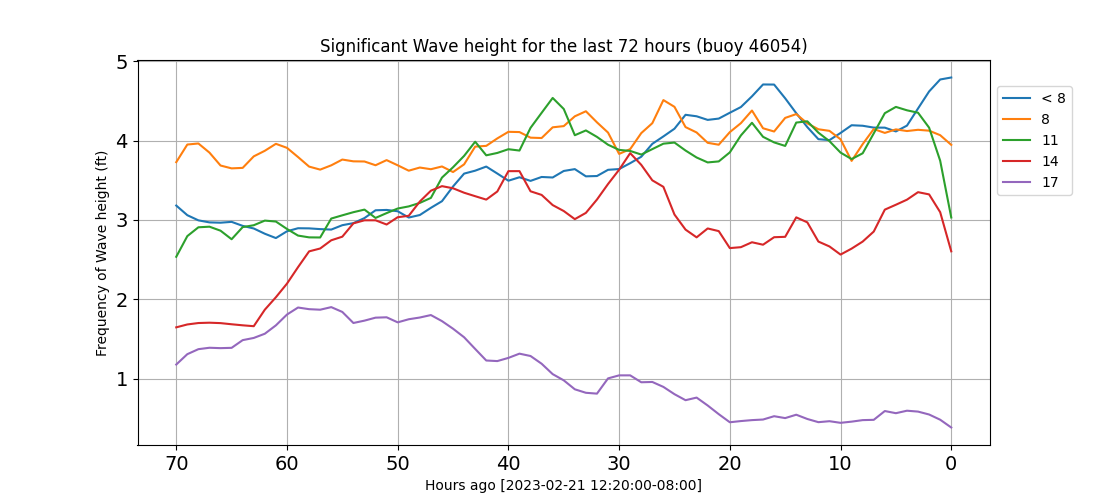 Significant Wave height for the last 72 hours (buoy 46054)
Frequency of Wave height (ft)
5
4
3
2
1
70 60 50 40 30 20 10 0
Hours ago [2023-02-21 12:20:00-08:00]
< 8
8
11
14
17